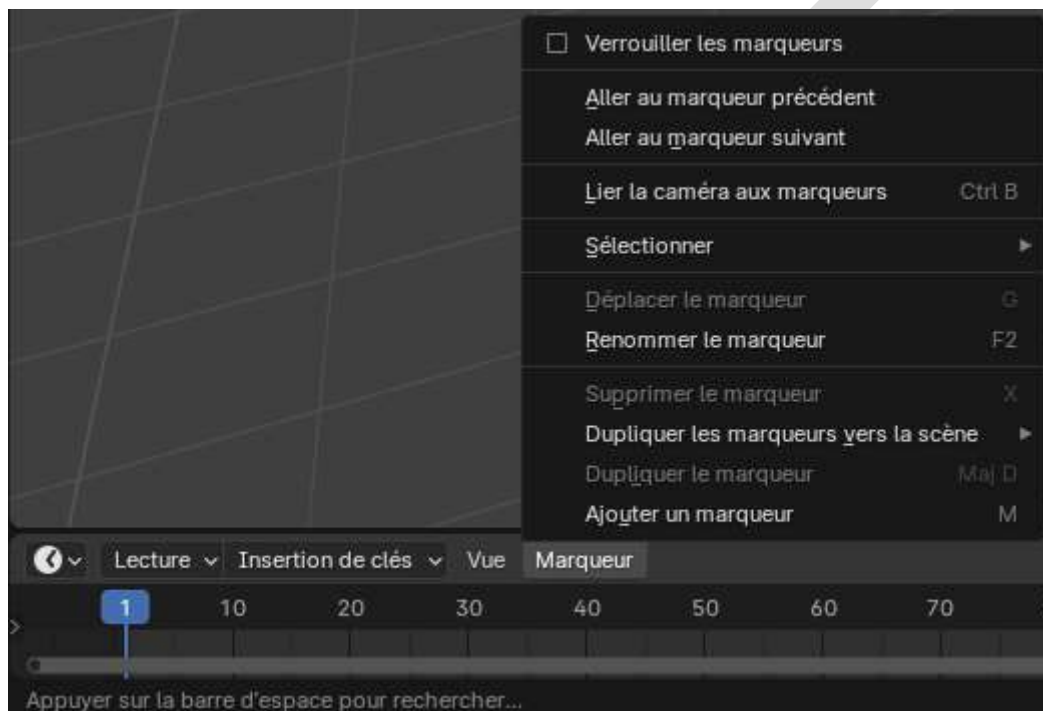 Verrouiller les marqueurs
Aller au marqueur précédent
Aller au marqueur suivant
Lier la caméra aux marqueurs Ctrl B
Sélectionner
Déplacer le marqueur G
Renommer le marqueur F2
Supprimer le marqueur X
Dupliquer les marqueurs vers la scène
Dupliquer le marqueur Maj D
Ajouter un marqueur M
Lecture Insertion de clés Vue Marqueur
1 10 20 30 40 50 60 70
Appuyer sur la barre d'espace pour rechercher...